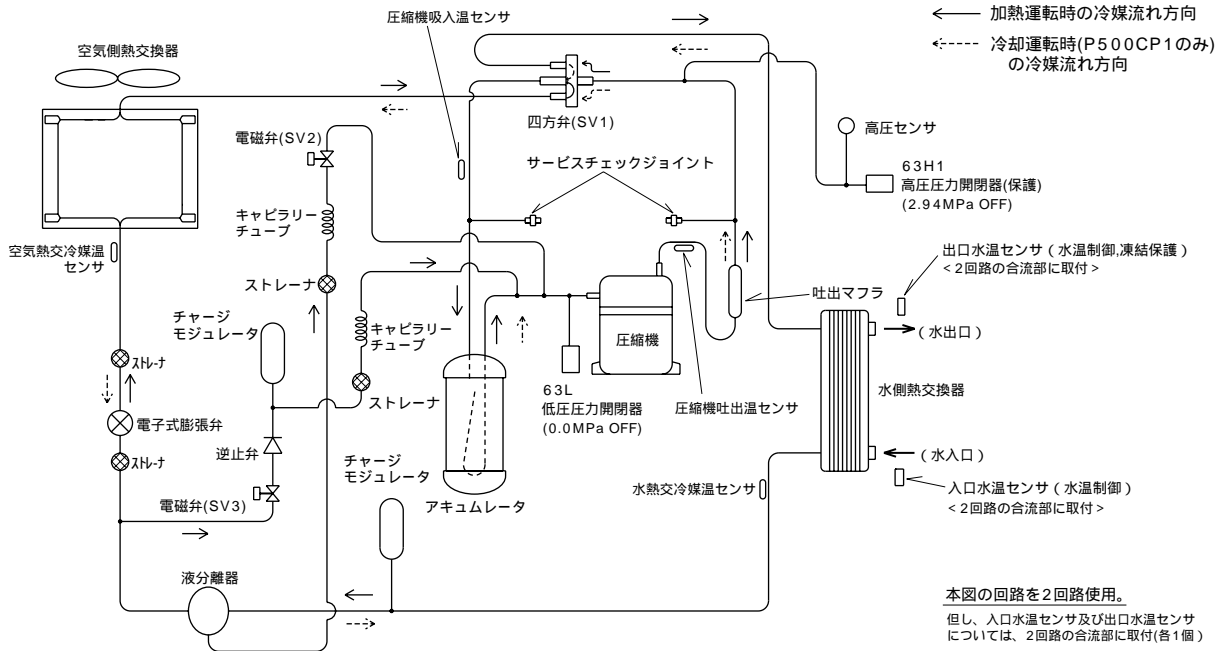 圧縮機吸入温センサ
加熱運転時の冷媒流れ方向
冷却運転時(P500CP1のみ)
の冷媒流れ方向
空気側熱交換器
四方弁(SV1)
電磁弁(SV2)
高圧センサ
サービスチェックジョイント
63H1
高圧圧力開閉器(保護)
(2.94MPa OFF)
キャピラリー
チューブ
空気熱交冷媒温
センサ
出口水温センサ(水温制御,凍結保護)
<2回路の合流部に取付>
ストレーナ
吐出マフラ
チャージ
モジュレータ
キャピラリー
チューブ
圧縮機
(水出口)
ストレーナ
ストレーナ
63L
低圧圧力開閉器
(0.0MPa OFF)
圧縮機吐出温センサ
水側熱交換器
電子式膨張弁
逆止弁
ストレーナ
チャージ
モジュレータ
(水入口)
電磁弁(SV3)
アキュムレータ
水熱交冷媒温センサ
入口水温センサ(水温制御)
<2回路の合流部に取付>
液分離器
本図の回路を2回路使用。
但し、入口水温センサ及び出口水温センサ
については、2回路の合流部に取付(各1個)